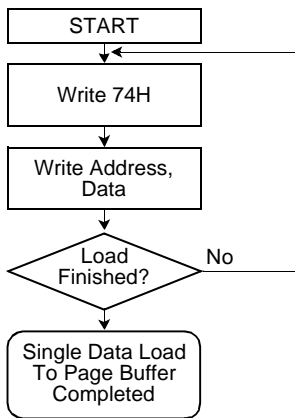 START
Write 74H
Write Address,
Data
Load
Finished?
No
Single Data Load
To Page Buffer
Completed